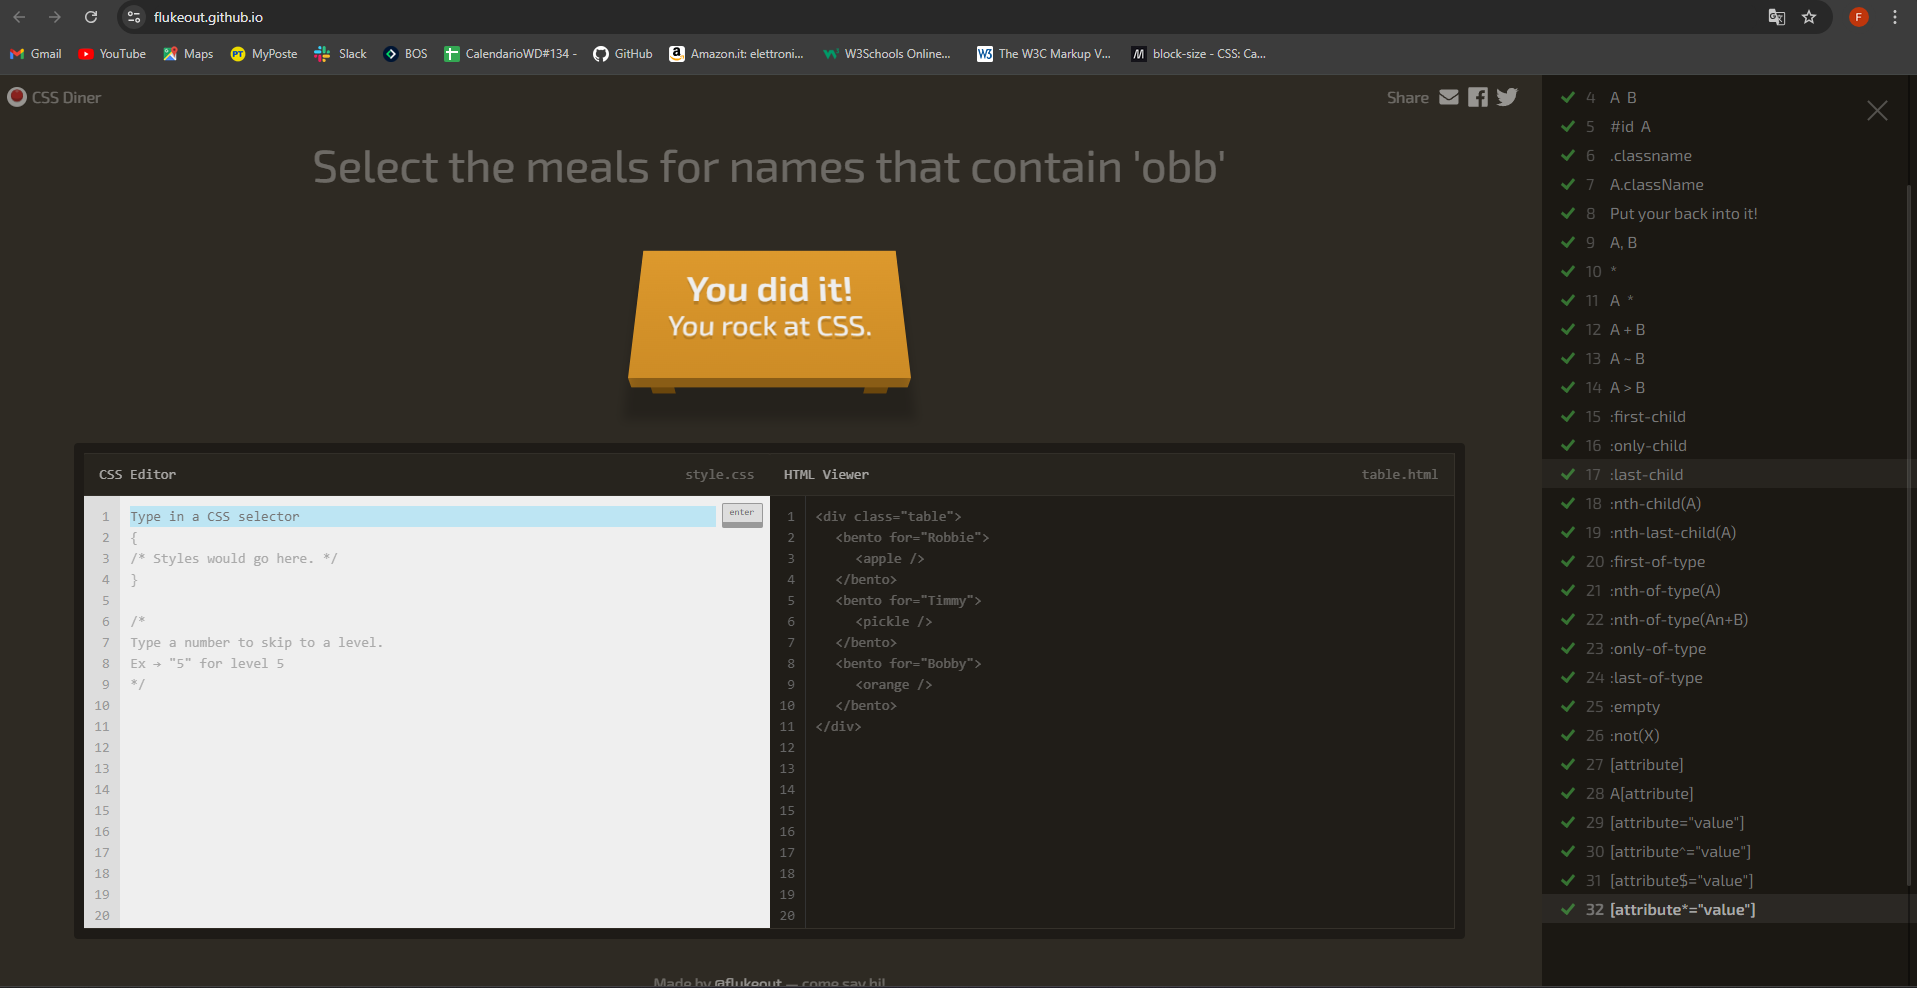 flukeout.github.io
F
Gmail YouTube Maps MyPoste Slack BOS CalendarioWD#134 - GitHub Amazon.it: elettroni... W3Schools Online... The W3C Markup V... block-size - CSS: Ca...
CSS Diner
Share
Select the meals for names that contain 'obb'
You did it!
You rock at CSS.
CSS Editor
style.css
1 Type in a CSS selector
enter
2 {
3 /* Styles would go here. */
4 }
5
6 /*
7 Type a number to skip to a level.
8 Ex → "5" for level 5
9 */
10
11
12
13
14
15
16
17
18
19
20
HTML Viewer
table.html
1 <div class="table">
2 <bento for="Robbie">
3 <apple />
4 </bento>
5 <bento for="Timmy">
6 <pickle />
7 </bento>
8 <bento for="Bobby">
9 <orange />
10 </bento>
11 </div>
12
13
14
15
16
17
18
19
20
Made by @flukeout — come say hi!
4 A B
5 #id A
6 .classname
7 A.className
8 Put your back into it!
9 A, B
10 *
11 A *
12 A + B
13 A ~ B
14 A > B
15 :first-child
16 :only-child
17 :last-child
18 :nth-child(A)
19 :nth-last-child(A)
20 :first-of-type
21 :nth-of-type(A)
22 :nth-of-type(An+B)
23 :only-of-type
24 :last-of-type
25 :empty
26 :not(X)
27 [attribute]
28 A[attribute]
29 [attribute="value"]
30 [attribute^="value"]
31 [attribute$="value"]
32 [attribute*="value"]